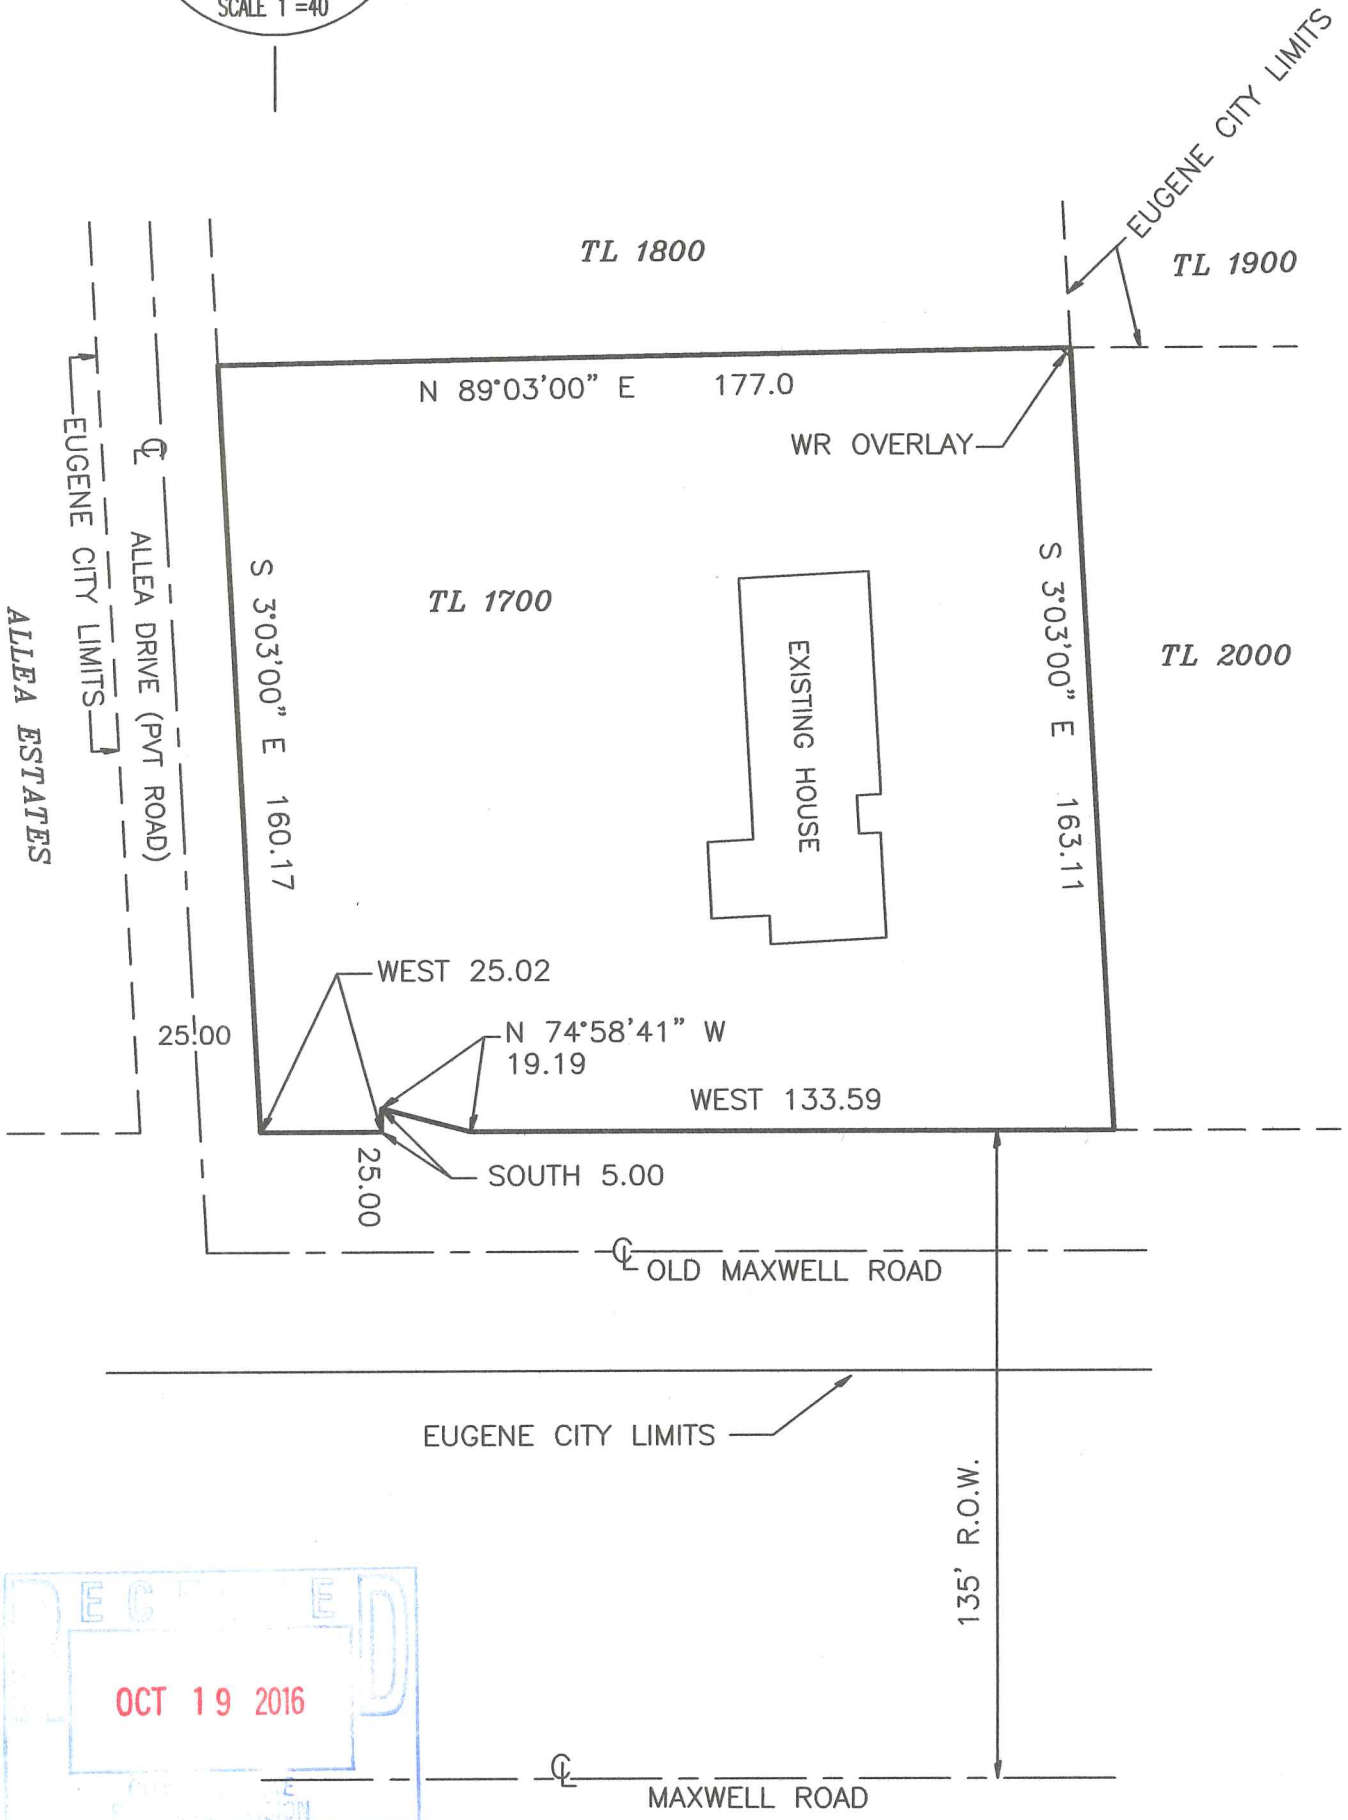 SCALE 1"=40'
EUGENE CITY LIMITS
TL 1800
TL 1900
N 89°03'00" E 177.0
WR OVERLAY
EUGENE CITY LIMITS
ALLEA DRIVE (PVT ROAD)
S 3°03'00" E 160.17
TL 1700
EXISTING HOUSE
S 3°03'00" E 163.11
TL 2000
ALLEA ESTATES
WEST 25.02
25.00
N 74°58'41" W
19.19
WEST 133.59
SOUTH 5.00
25.00
℄ OLD MAXWELL ROAD
EUGENE CITY LIMITS
135' R.O.W.
OCT 19 2016
℄
MAXWELL ROAD